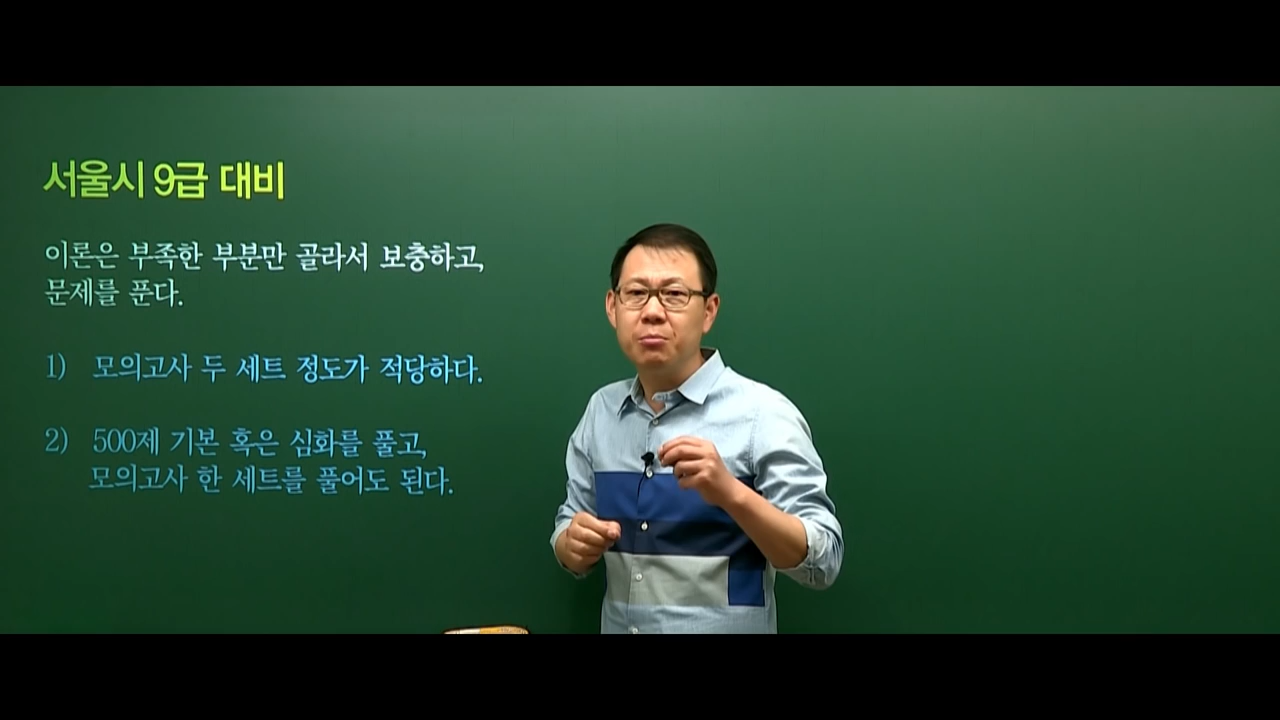 서울시 9급 대비
이론은 부족한 부분만 골라서 보충하고,
문제를 푼다.
1) 모의고사 두 세트 정도가 적당하다.
2) 500제 기본 혹은 심화를 풀고,
모의고사 한 세트를 풀어도 된다.